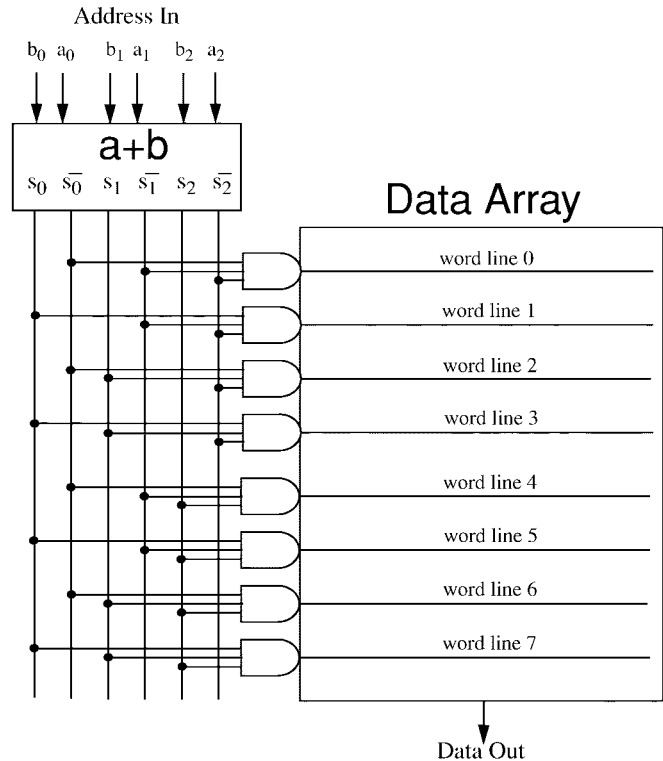 Address In
b₀ a₀ b₁ a₁ b₂ a₂
a+b
s₀ s̅₀ s₁ s̅₁ s₂ s̅₂
Data Array
word line 0
word line 1
word line 2
word line 3
word line 4
word line 5
word line 6
word line 7
Data Out